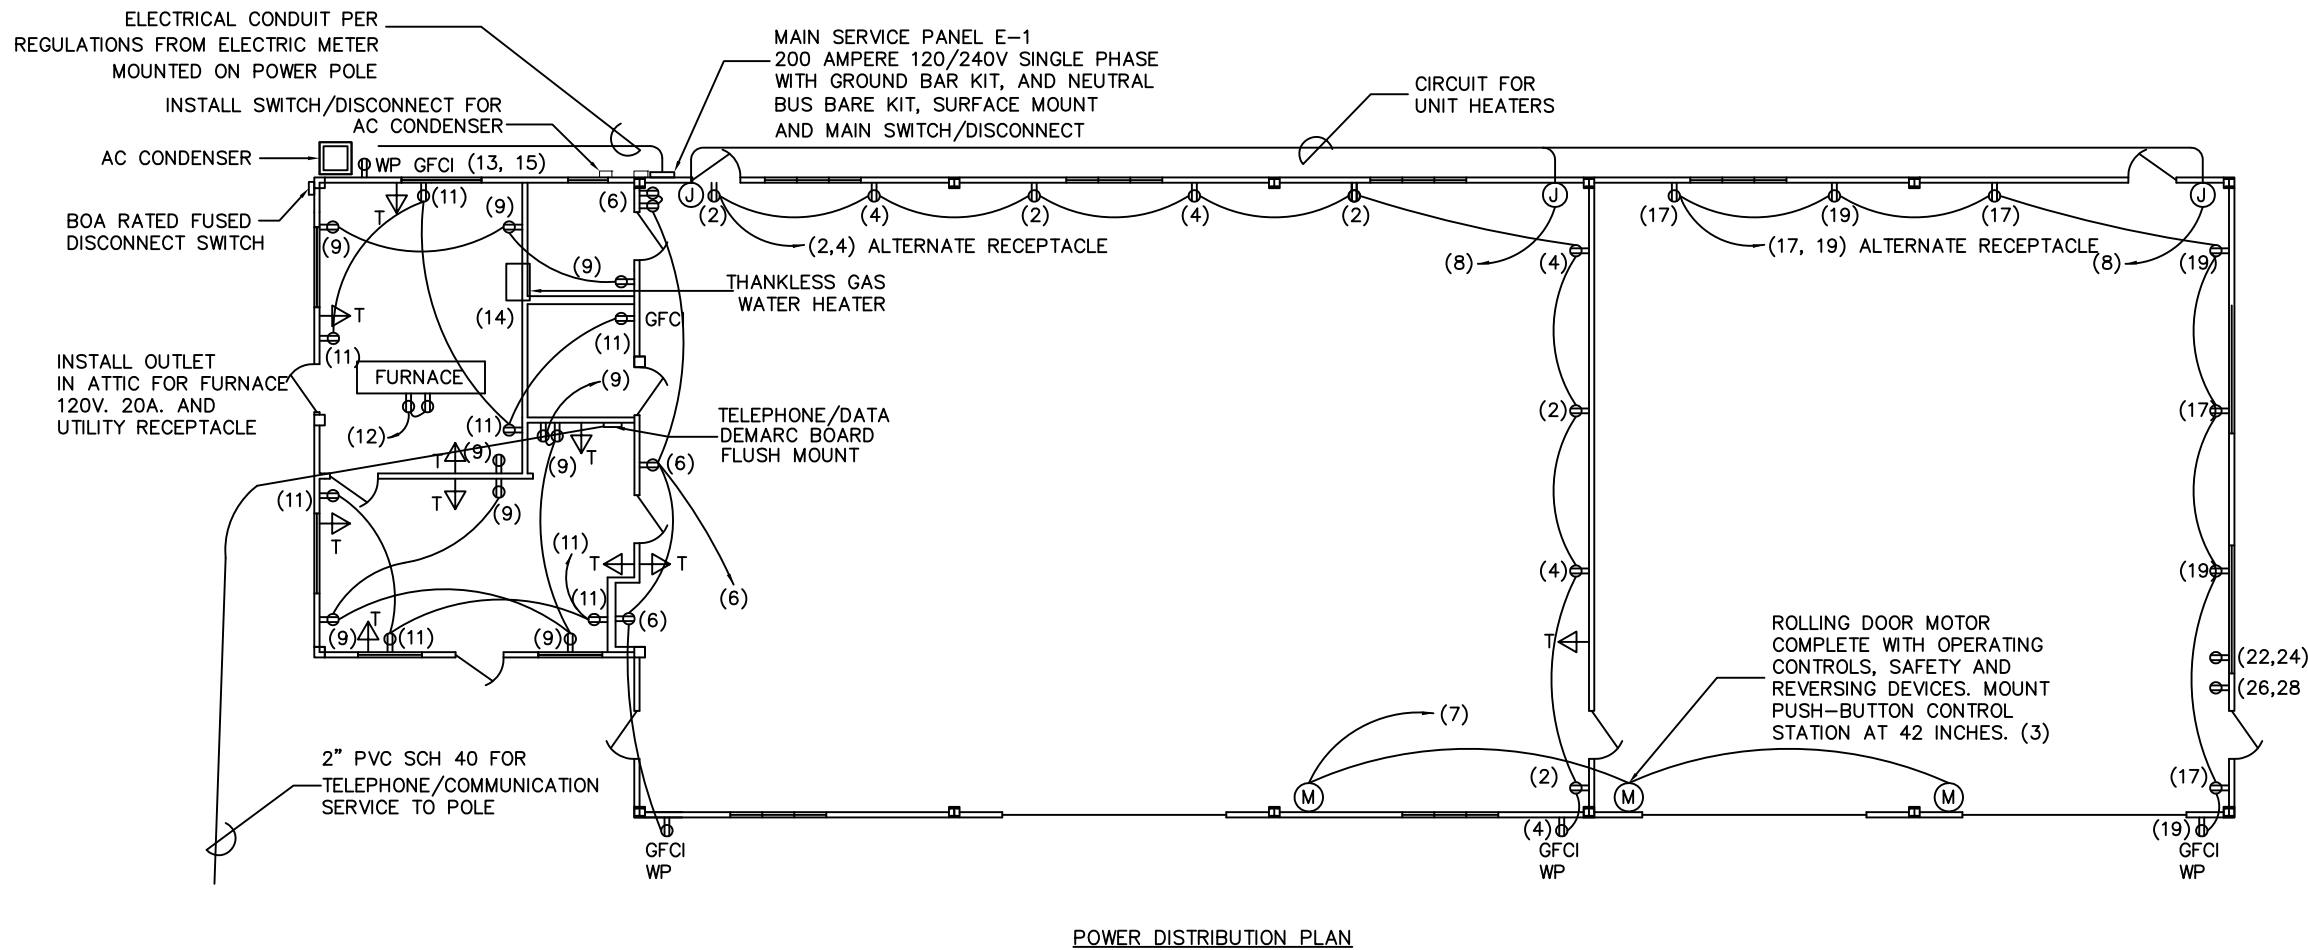 ELECTRICAL CONDUIT PER
REGULATIONS FROM ELECTRIC METER
MOUNTED ON POWER POLE
INSTALL SWITCH/DISCONNECT FOR
AC CONDENSER
AC CONDENSER
MAIN SERVICE PANEL E-1
200 AMPERE 120/240V SINGLE PHASE
WITH GROUND BAR KIT, AND NEUTRAL
BUS BARE KIT, SURFACE MOUNT
AND MAIN SWITCH/DISCONNECT
CIRCUIT FOR
UNIT HEATERS
WP GFCI (13, 15)
BOA RATED FUSED
DISCONNECT SWITCH
T
(11)
(9)
(6)
J
(2)
(4)
(2)
(4)
(2)
J
(17)
(19)
(17)
J
(9)
(9)
(2,4) ALTERNATE RECEPTACLE
(8)
(4)
(17, 19) ALTERNATE RECEPTACLE
(8)
(19)
THANKLESS GAS
WATER HEATER
T
(14)
GFCI
(11)
(11)
INSTALL OUTLET
IN ATTIC FOR FURNACE
120V. 20A. AND
UTILITY RECEPTACLE
FURNACE
(9)
(12)
(11)
TELEPHONE/DATA
DEMARC BOARD
FLUSH MOUNT
(2)
(17)
T
(9)
(9)
T
(6)
(11)
T
(9)
T
(11)
T
T
(6)
(4)
(19)
(11)
(6)
(9)
T
(11)
(9)
T
ROLLING DOOR MOTOR
COMPLETE WITH OPERATING
CONTROLS, SAFETY AND
REVERSING DEVICES. MOUNT
PUSH-BUTTON CONTROL
STATION AT 42 INCHES. (3)
(22,24)
(26,28
(7)
2" PVC SCH 40 FOR
TELEPHONE/COMMUNICATION
SERVICE TO POLE
M
(2)
M
M
(17)
GFCI
WP
(4)
GFCI
WP
(19)
GFCI
WP
POWER DISTRIBUTION PLAN